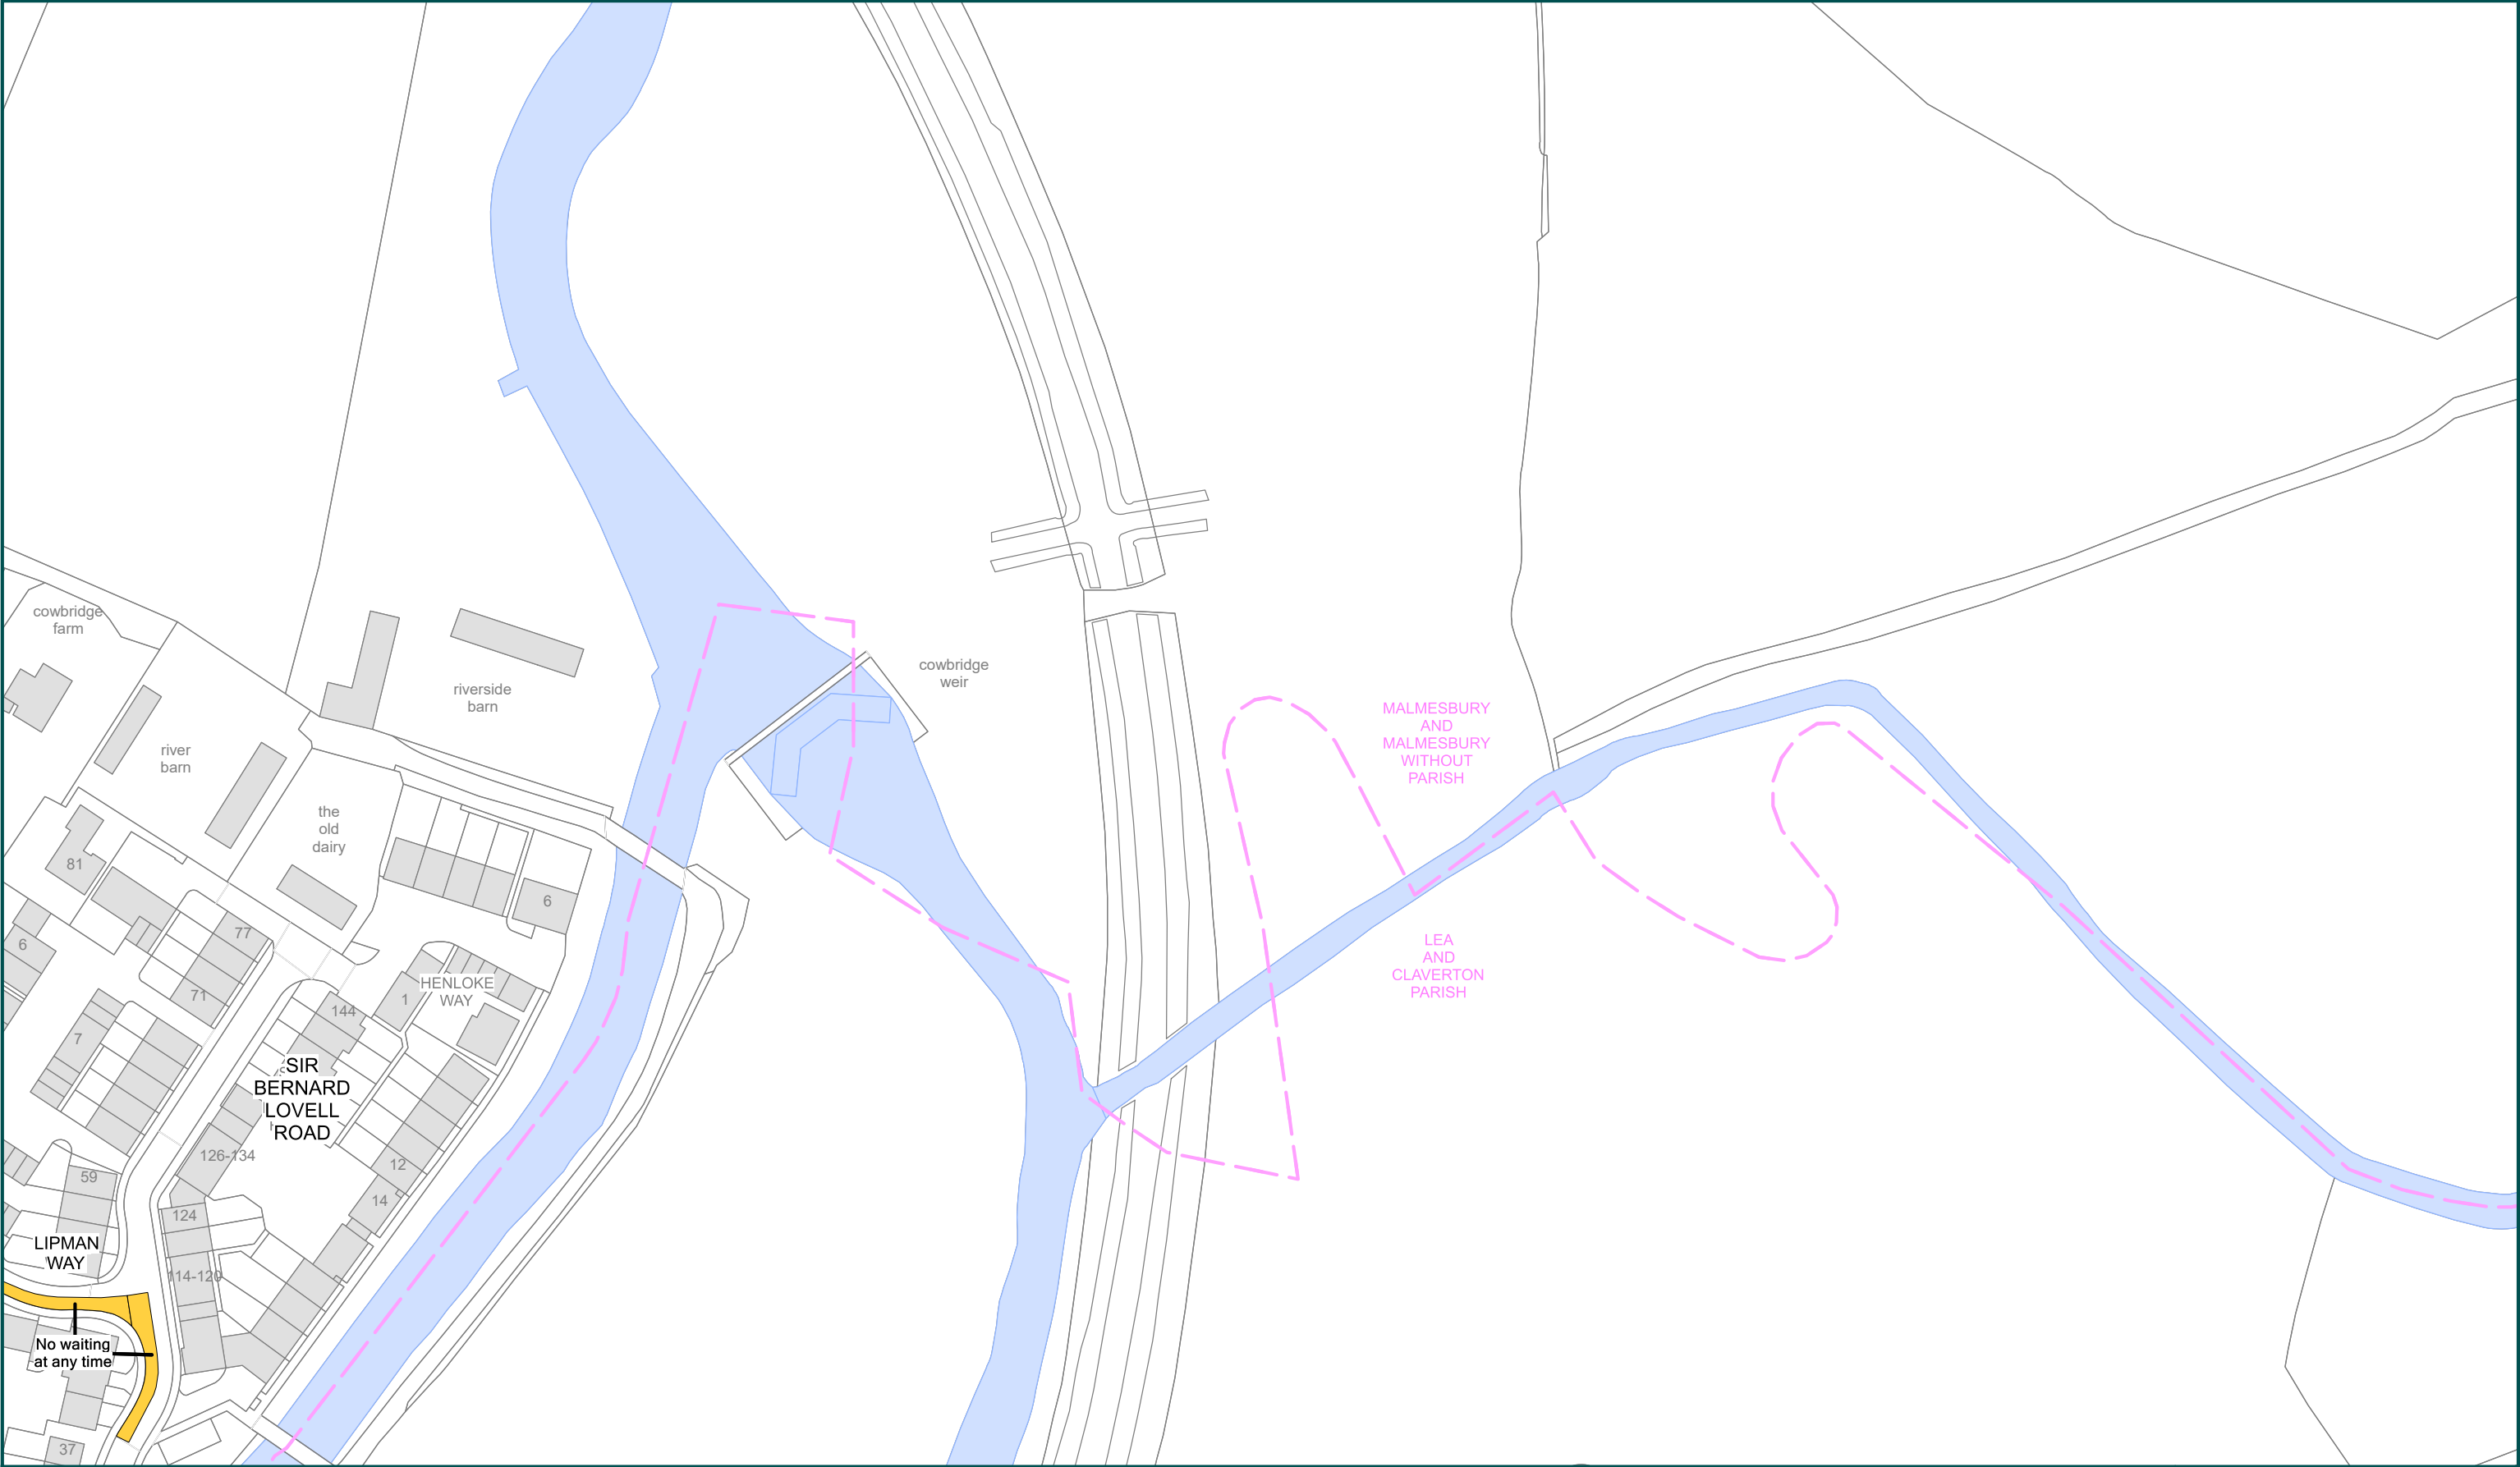 cowbridge
farm
cowbridge
weir
riverside
barn
MALMESBURY
AND
MALMESBURY
WITHOUT
PARISH
river
barn
the
old
dairy
81
6
77
6
LEA
AND
CLAVERTON
PARISH
71
HENLOKE
WAY
1
144
7
SIR
BERNARD
LOVELL
ROAD
126-134
12
59
14
124
LIPMAN
WAY
114-120
No waiting
at any time
37